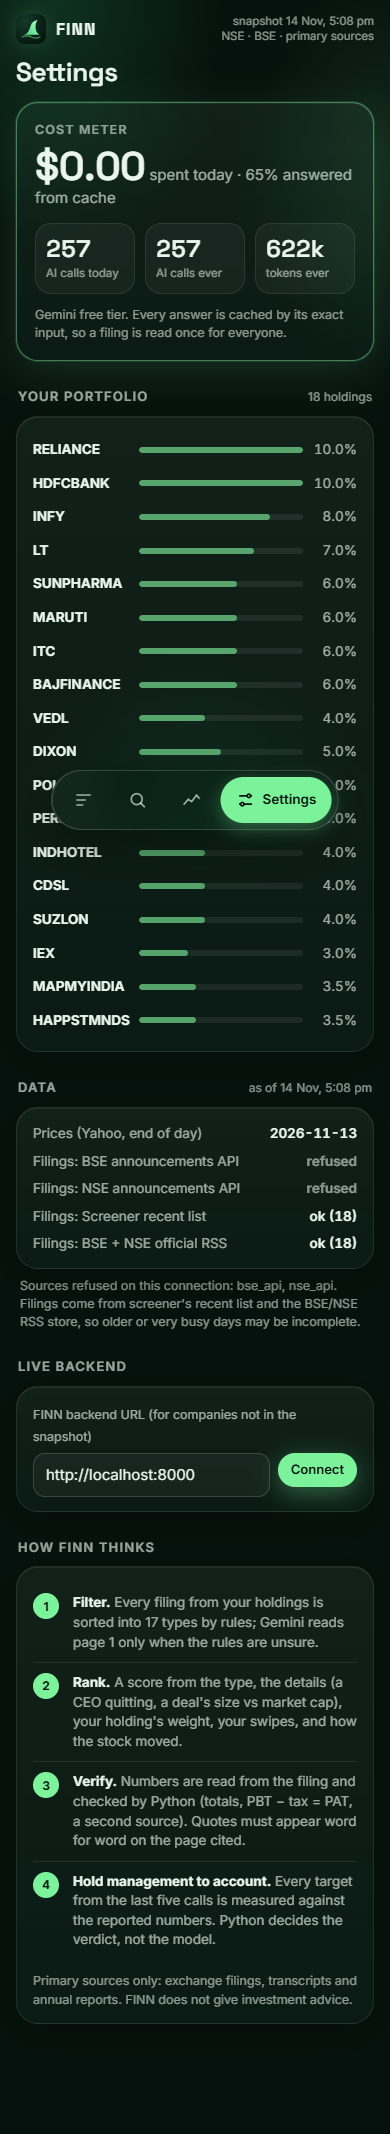 FINN
snapshot 14 Nov, 5:08 pm
NSE · BSE · primary sources
Settings
COST METER
$0.00 spent today · 65% answered
from cache
257
AI calls today
257
AI calls ever
622k
tokens ever
Gemini free tier. Every answer is cached by its exact
input, so a filing is read once for everyone.
YOUR PORTFOLIO 18 holdings
RELIANCE 10.0%
HDFCBANK 10.0%
INFY 8.0%
LT 7.0%
SUNPHARMA 6.0%
MARUTI 6.0%
ITC 6.0%
BAJFINANCE 6.0%
VEDL 4.0%
DIXON 5.0%
Settings
INDHOTEL 4.0%
CDSL 4.0%
SUZLON 4.0%
IEX 3.0%
MAPMYINDIA 3.5%
HAPPSTMNDS 3.5%
DATA as of 14 Nov, 5:08 pm
Prices (Yahoo, end of day) 2026-11-13
Filings: BSE announcements API refused
Filings: NSE announcements API refused
Filings: Screener recent list ok (18)
Filings: BSE + NSE official RSS ok (18)
Sources refused on this connection: bse_api, nse_api.
Filings come from screener's recent list and the BSE/NSE
RSS store, so older or very busy days may be incomplete.
LIVE BACKEND
FINN backend URL (for companies not in the
snapshot)
http://localhost:8000 Connect
HOW FINN THINKS
1 Filter. Every filing from your holdings is
sorted into 17 types by rules; Gemini reads
page 1 only when the rules are unsure.
2 Rank. A score from the type, the details (a
CEO quitting, a deal's size vs market cap),
your holding's weight, your swipes, and how
the stock moved.
3 Verify. Numbers are read from the filing and
checked by Python (totals, PBT − tax = PAT,
a second source). Quotes must appear word
for word on the page cited.
4 Hold management to account. Every target
from the last five calls is measured against
the reported numbers. Python decides the
verdict, not the model.
Primary sources only: exchange filings, transcripts and
annual reports. FINN does not give investment advice.